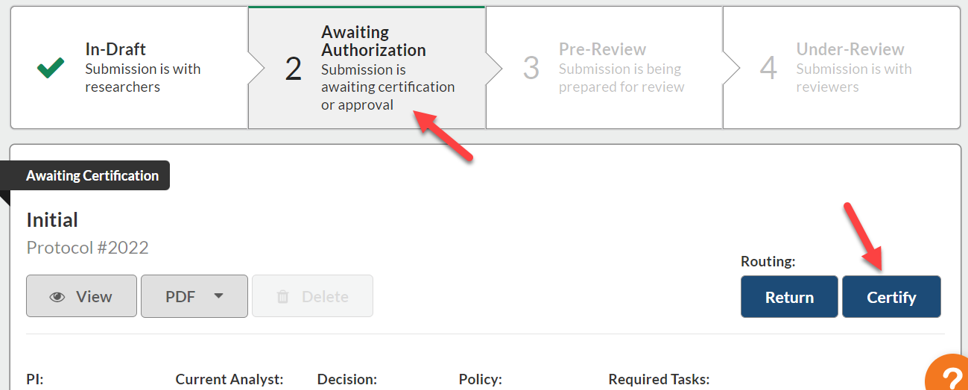 In-Draft
Submission is with
researchers
2
Awaiting
Authorization
Submission is
awaiting certification
or approval
3
Pre-Review
Submission is being
prepared for review
4
Under-Review
Submission is with
reviewers
Awaiting Certification
Initial
Protocol #2022
Routing:
View
PDF
Delete
Return
Certify
PI:
Current Analyst:
Decision:
Policy:
Required Tasks:
?